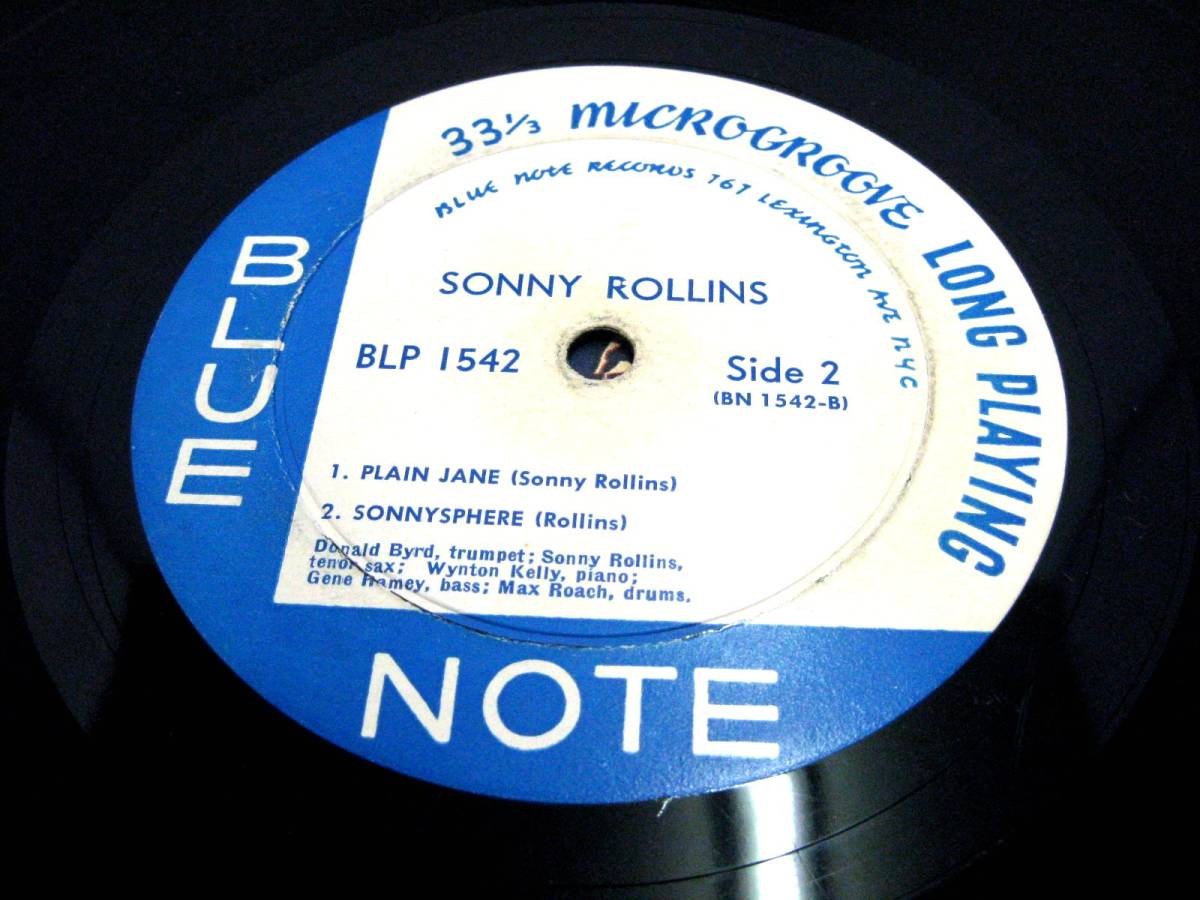 33⅓ MICROGROOVE LONG PLAYING
BLUE NOTE RECORDS 767 LEXINGTON AVE NYC
SONNY ROLLINS
BLP 1542
Side 2
(BN 1542-B)
1. PLAIN JANE (Sonny Rollins)
2. SONNYSPHERE (Rollins)
Donald Byrd, trumpet; Sonny Rollins,
tenor sax; Wynton Kelly, piano;
Gene Ramey, bass; Max Roach, drums.
BLUE
NOTE